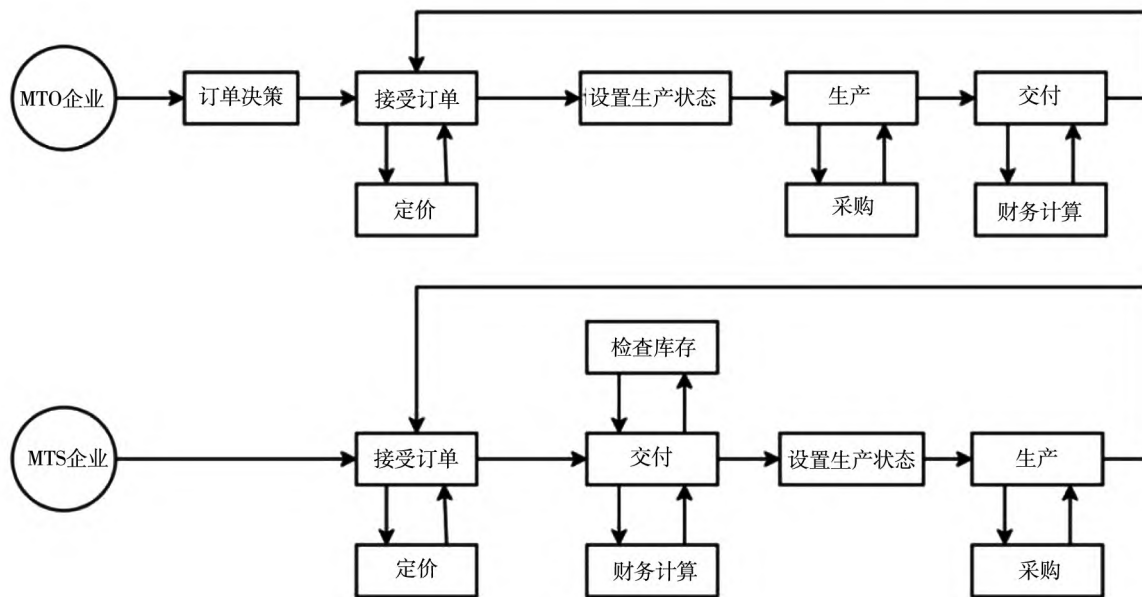 MTO企业
订单决策
接受订单
设置生产状态
生产
交付
定价
采购
财务计算
检查库存
MTS企业
接受订单
交付
设置生产状态
生产
定价
财务计算
采购